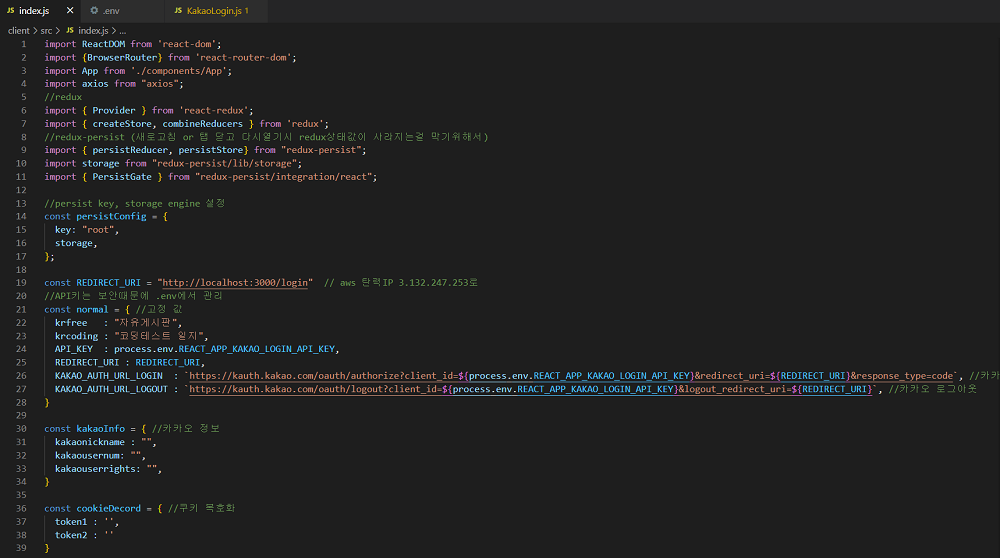 index.js × .env KakaoLogin.js 1
client > src > index.js > ...
1 import ReactDOM from 'react-dom';
2 import {BrowserRouter} from 'react-router-dom';
3 import App from './components/App';
4 import axios from "axios";
5 //redux
6 import { Provider } from 'react-redux';
7 import { createStore, combineReducers } from 'redux';
8 //redux-persist (새로고침 or 탭 닫고 다시열기시 redux상태값이 사라지는걸 막기위해서)
9 import { persistReducer, persistStore} from "redux-persist";
10 import storage from "redux-persist/lib/storage";
11 import { PersistGate } from "redux-persist/integration/react";
12
13 //persist key, storage engine 설정
14 const persistConfig = {
15 key: "root",
16 storage,
17 };
18
19 const REDIRECT_URI = "http://localhost:3000/login" // aws 탄력IP 3.132.247.253로
20 //API키는 보안때문에 .env에서 관리
21 const normal = { //고정 값
22 krfree : "자유게시판",
23 krcoding : "코딩테스트 일지",
24 API_KEY : process.env.REACT_APP_KAKAO_LOGIN_API_KEY,
25 REDIRECT_URI : REDIRECT_URI,
26 KAKAO_AUTH_URL_LOGIN : `https://kauth.kakao.com/oauth/authorize?client_id=${process.env.REACT_APP_KAKAO_LOGIN_API_KEY}&redirect_uri=${REDIRECT_URI}&response_type=code`, //카카
27 KAKAO_AUTH_URL_LOGOUT : `https://kauth.kakao.com/oauth/logout?client_id=${process.env.REACT_APP_KAKAO_LOGIN_API_KEY}&logout_redirect_uri=${REDIRECT_URI}`, //카카오 로그아웃
28 }
29
30 const kakaoInfo = { //카카오 정보
31 kakaonickname : "",
32 kakaousernum: "",
33 kakaouserrights: "",
34 }
35
36 const cookieDecord = { //쿠키 복호화
37 token1 : '',
38 token2 : ''
39 }